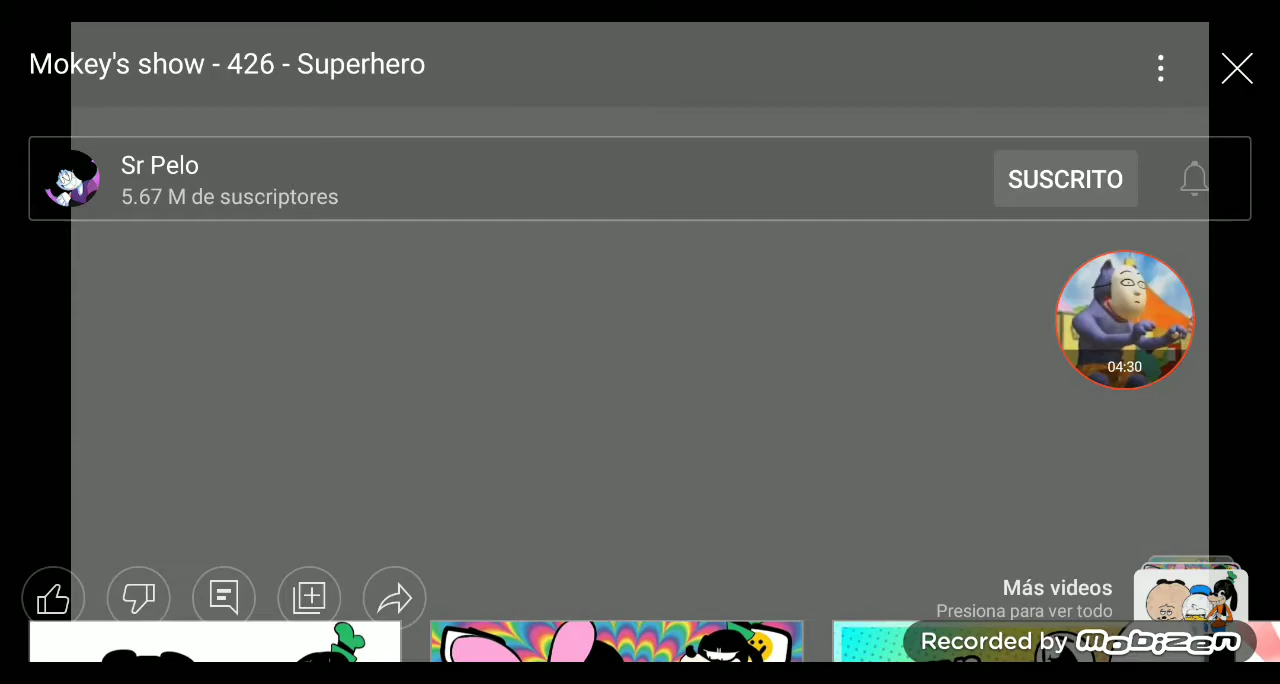 Mokey's show - 426 - Superhero
Sr Pelo
5.67 M de suscriptores
SUSCRITO
04:30
Más videos
Presiona para ver todo
Recorded by mobizen